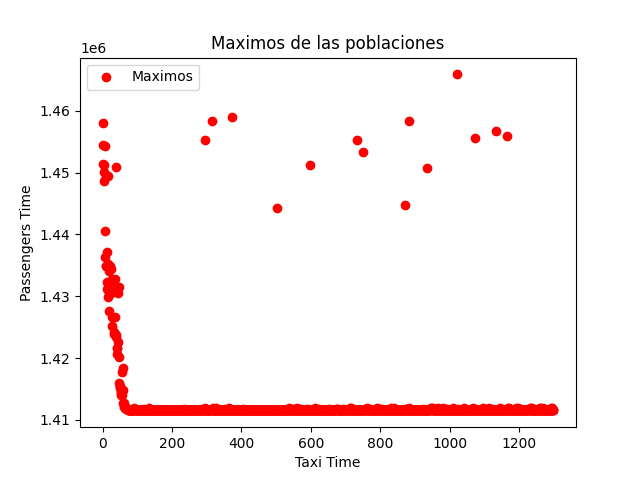 Maximos de las poblaciones
1e6
Maximos
1.46
1.45
1.44
1.43
1.42
1.41
Passengers Time
0 200 400 600 800 1000 1200
Taxi Time